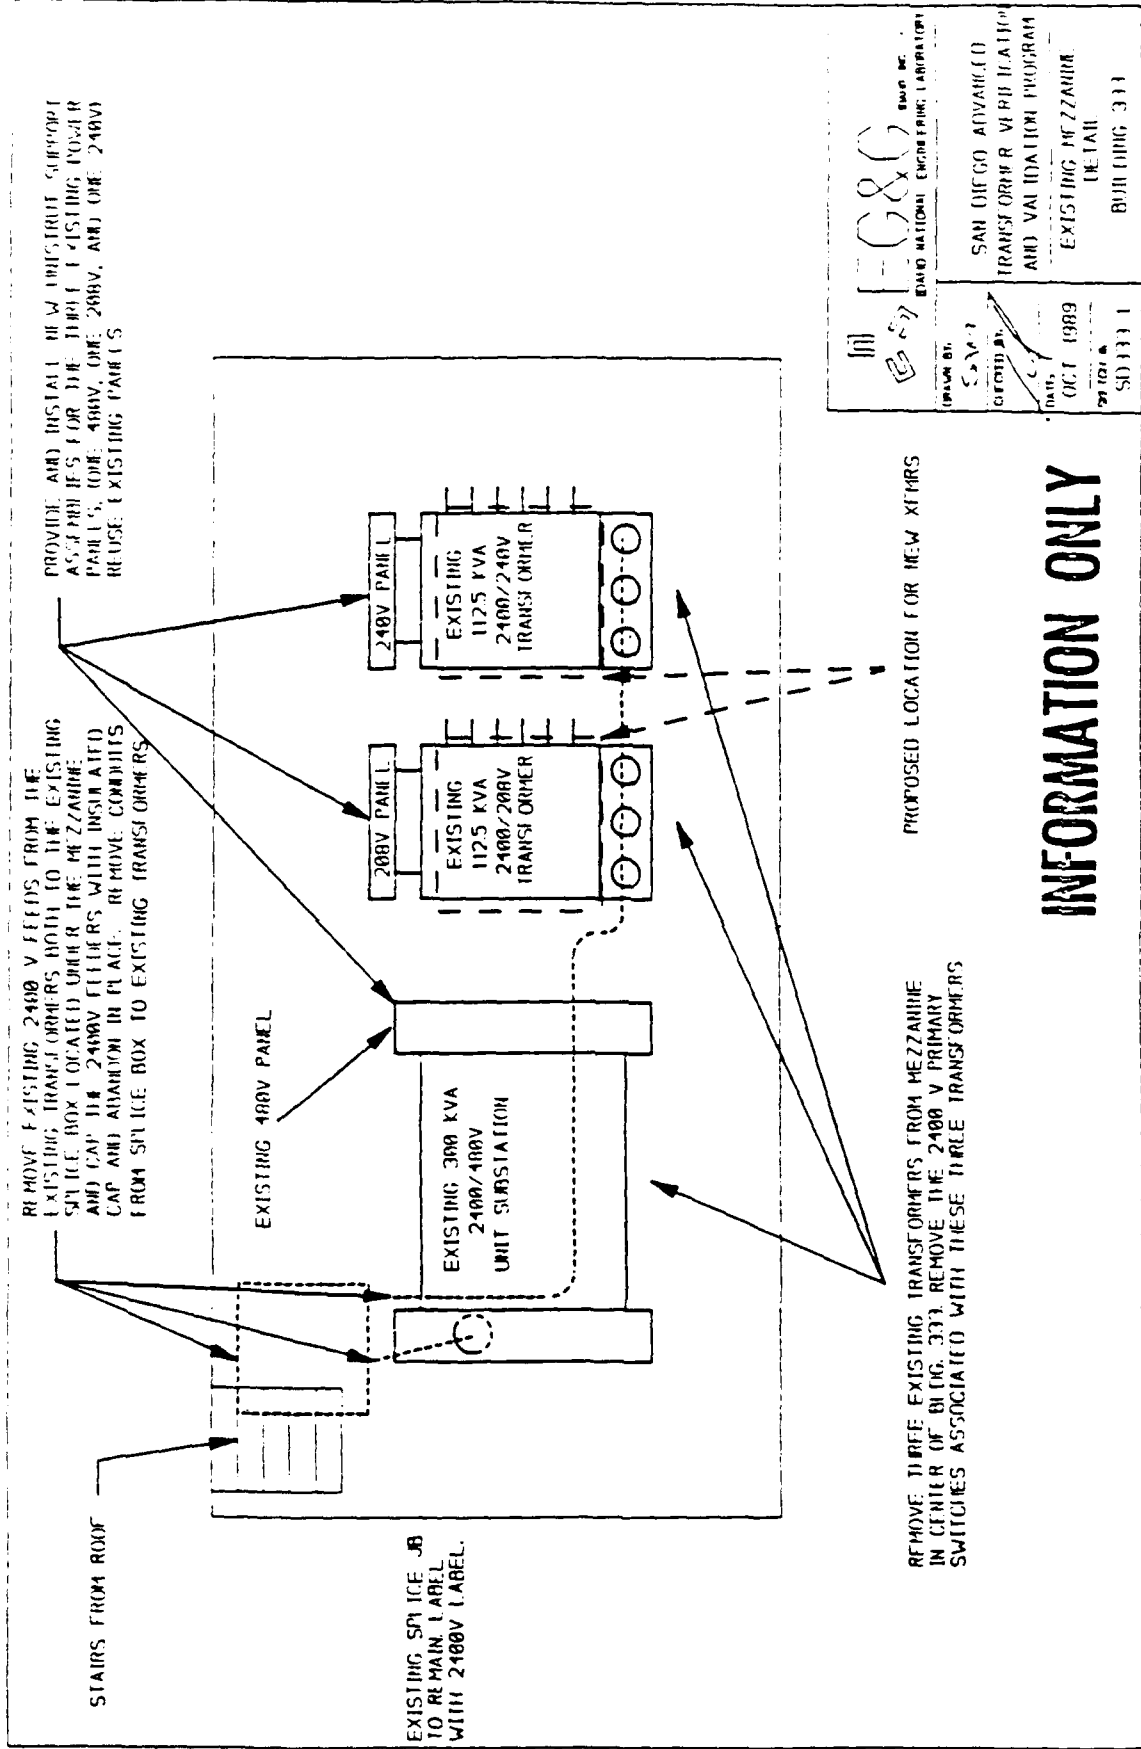 REMOVE EXISTING 2400 V FEEDS FROM THE
EXISTING TRANSFORMERS BOTH TO THE EXISTING
SPLICE BOX LOCATED UNDER THE MEZZANINE
AND CAP THE 2400V FEEDERS WITH INSULATED
CAP AND ABANDON IN PLACE. REMOVE CONDUITS
FROM SPLICE BOX TO EXISTING TRANSFORMERS
PROVIDE AND INSTALL NEW UNISTRUT SUPPORT
ASSEMBLIES FOR THE THREE EXISTING POWER
PANELS, (ONE 480V, ONE 208V, AND ONE 240V)
REUSE EXISTING PANELS
STAIRS FROM ROOF
EXISTING 480V PANEL
208V PANEL
240V PANEL
EXISTING 300 KVA
2400/480V
UNIT SUBSTATION
EXISTING
112.5 KVA
2400/208V
TRANSFORMER
EXISTING
112.5 KVA
2400/240V
TRANSFORMER
EXISTING SPLICE JB
TO REMAIN. LABEL
WITH 2400V LABEL.
REMOVE THREE EXISTING TRANSFORMERS FROM MEZZANINE
IN CENTER OF BLDG. 333. REMOVE THE 2400 V PRIMARY
SWITCHES ASSOCIATED WITH THESE THREE TRANSFORMERS
PROPOSED LOCATION FOR NEW XFMRS
INFORMATION ONLY
EG&G
IDAHO NATIONAL ENGINEERING LABORATORY
DRAWN BY:
CHECKED BY:
DATE:
OCT 1989
SD333-1
SAN DIEGO ADVANCED
TRANSFORMER VERIFICATION
AND VALIDATION PROGRAM
EXISTING MEZZANINE
DETAIL
BUILDING 333